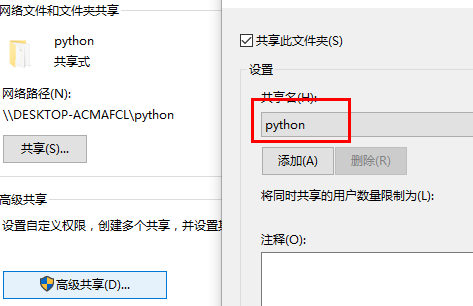 网络文件和文件夹共享
python
共享式
网络路径(N):
\\DESKTOP-ACMAFCL\python
共享(S)...
高级共享
设置自定义权限，创建多个共享，并设置其
高级共享(D)...
共享此文件夹(S)
设置
共享名(H):
python
添加(A)
删除(R)
将同时共享的用户数量限制为(L):
注释(O):